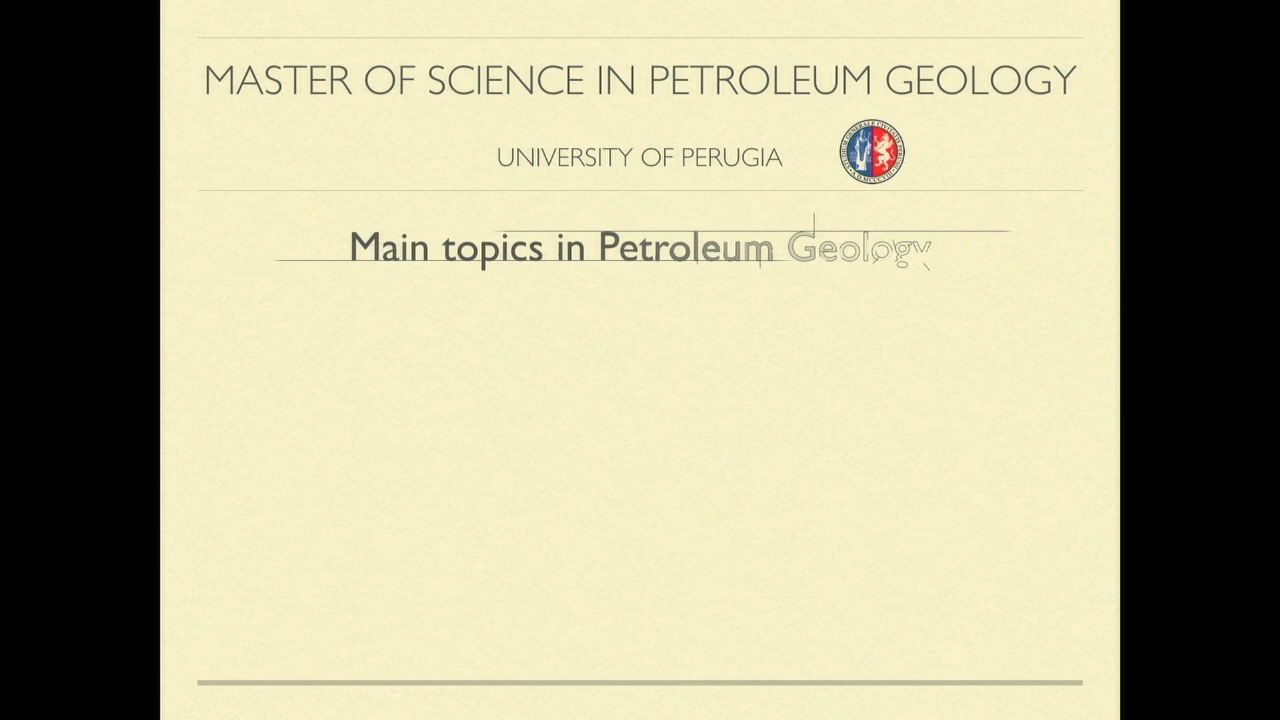 MASTER OF SCIENCE IN PETROLEUM GEOLOGY
UNIVERSITY OF PERUGIA
Main topics in Petroleum Geology